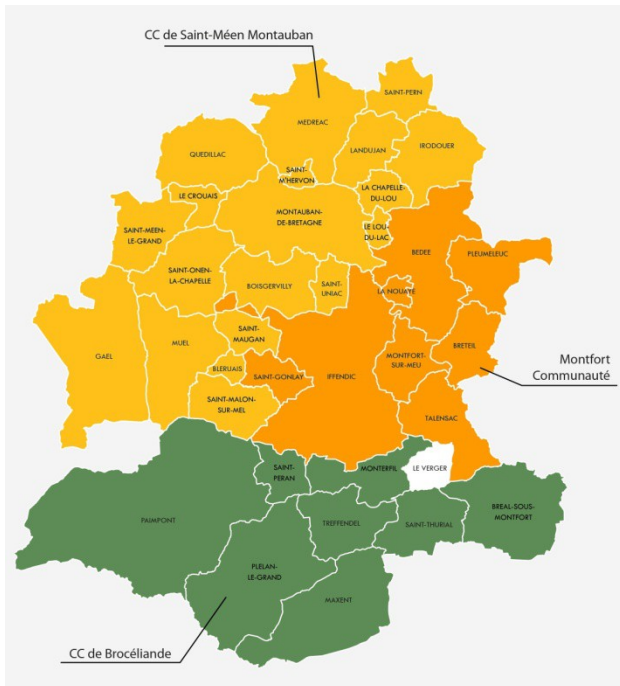 CC de Saint-Méen Montauban
SAINT-PERN
MEDREAC
IRODOUER
LANDUJAN
QUEDILLAC
SAINT-
M'HERVON
LE CROUAIS
LA CHAPELLE-
DU-LOU
MONTAUBAN-
DE-BRETAGNE
SAINT-MEEN-
LE-GRAND
LE LOU-
DU-LAC
BEDEE
PLEUMELEUC
SAINT-ONEN-
LA-CHAPELLE
BOISGERVILLY
SAINT-
UNIAC
LA NOUAYE
GAEL
MUEL
SAINT-
MAUGAN
BRETEIL
MONTFORT-
SUR-MEU
Montfort
Communauté
BLERUAIS
SAINT-GONLAY
IFFENDIC
SAINT-MALON-
SUR-MEL
TALENSAC
SAINT-
PERAN
MONTERFIL
LE VERGER
PAIMPONT
TREFFENDEL
SAINT-THURIAL
BREAL-SOUS-
MONTFORT
PLELAN-
LE-GRAND
MAXENT
CC de Brocéliande